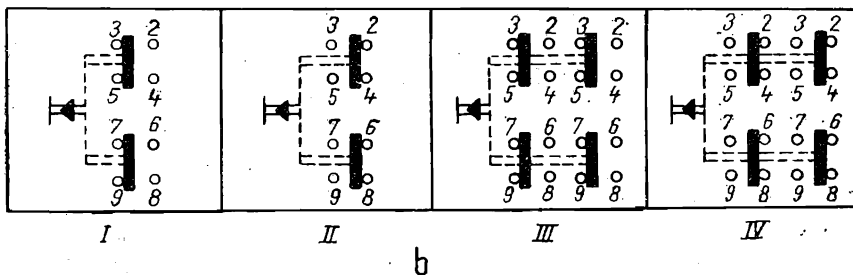 3 2 3 2 3 2 3 2 3 2 3 2
5 4 5 4 5 4 5 4 5 4 5 4
7 6 7 6 7 6 7 6 7 6 7 6
9 8 9 8 9 8 9 8 9 8 9 8
I II III IV
b